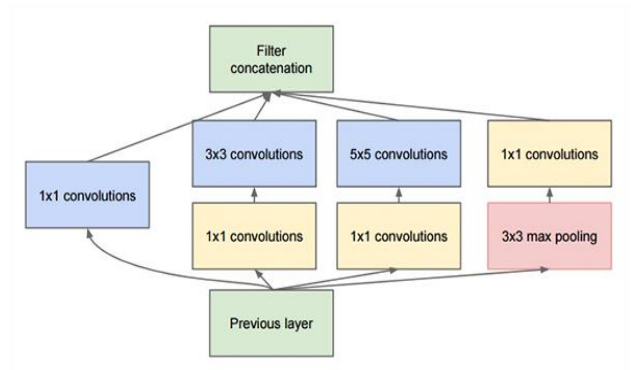 Filter
concatenation
3x3 convolutions
5x5 convolutions
1x1 convolutions
1x1 convolutions
1x1 convolutions
1x1 convolutions
3x3 max pooling
Previous layer